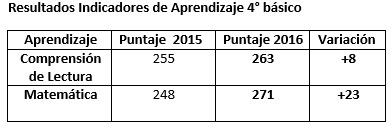 Resultados Indicadores de Aprendizaje 4° básico
Aprendizaje Puntaje 2015 Puntaje 2016 Variación
Comprensión de Lectura 255 263 +8
Matemática 248 271 +23